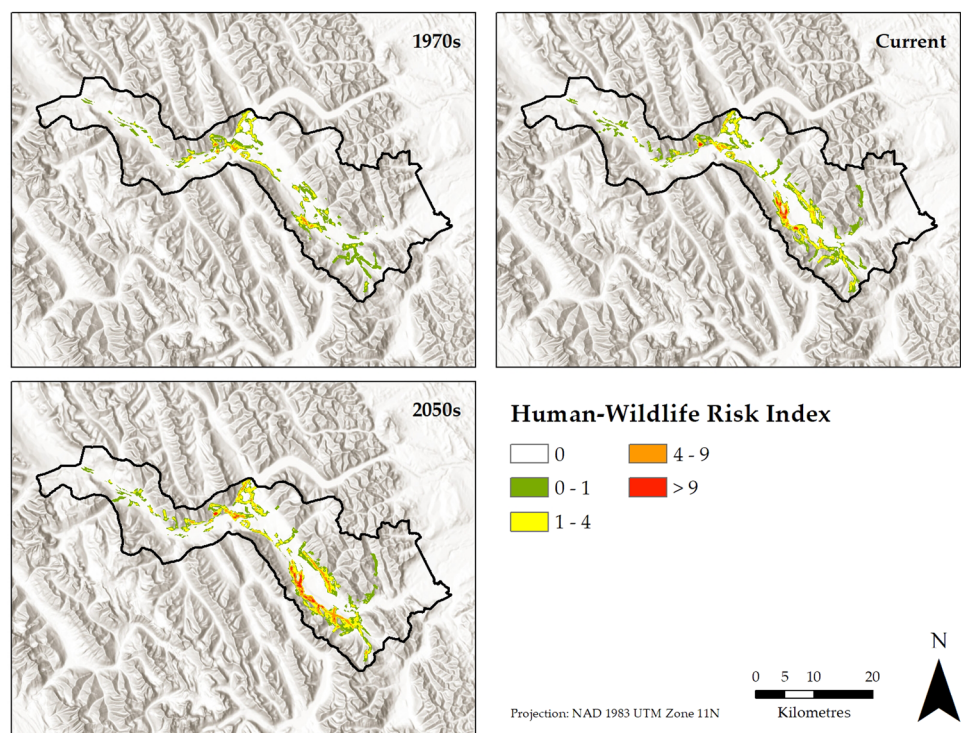 1970s
Current
2050s
Human-Wildlife Risk Index
0
4 - 9
0 - 1
> 9
1 - 4
N
0 5 10 20
Kilometres
Projection: NAD 1983 UTM Zone 11N